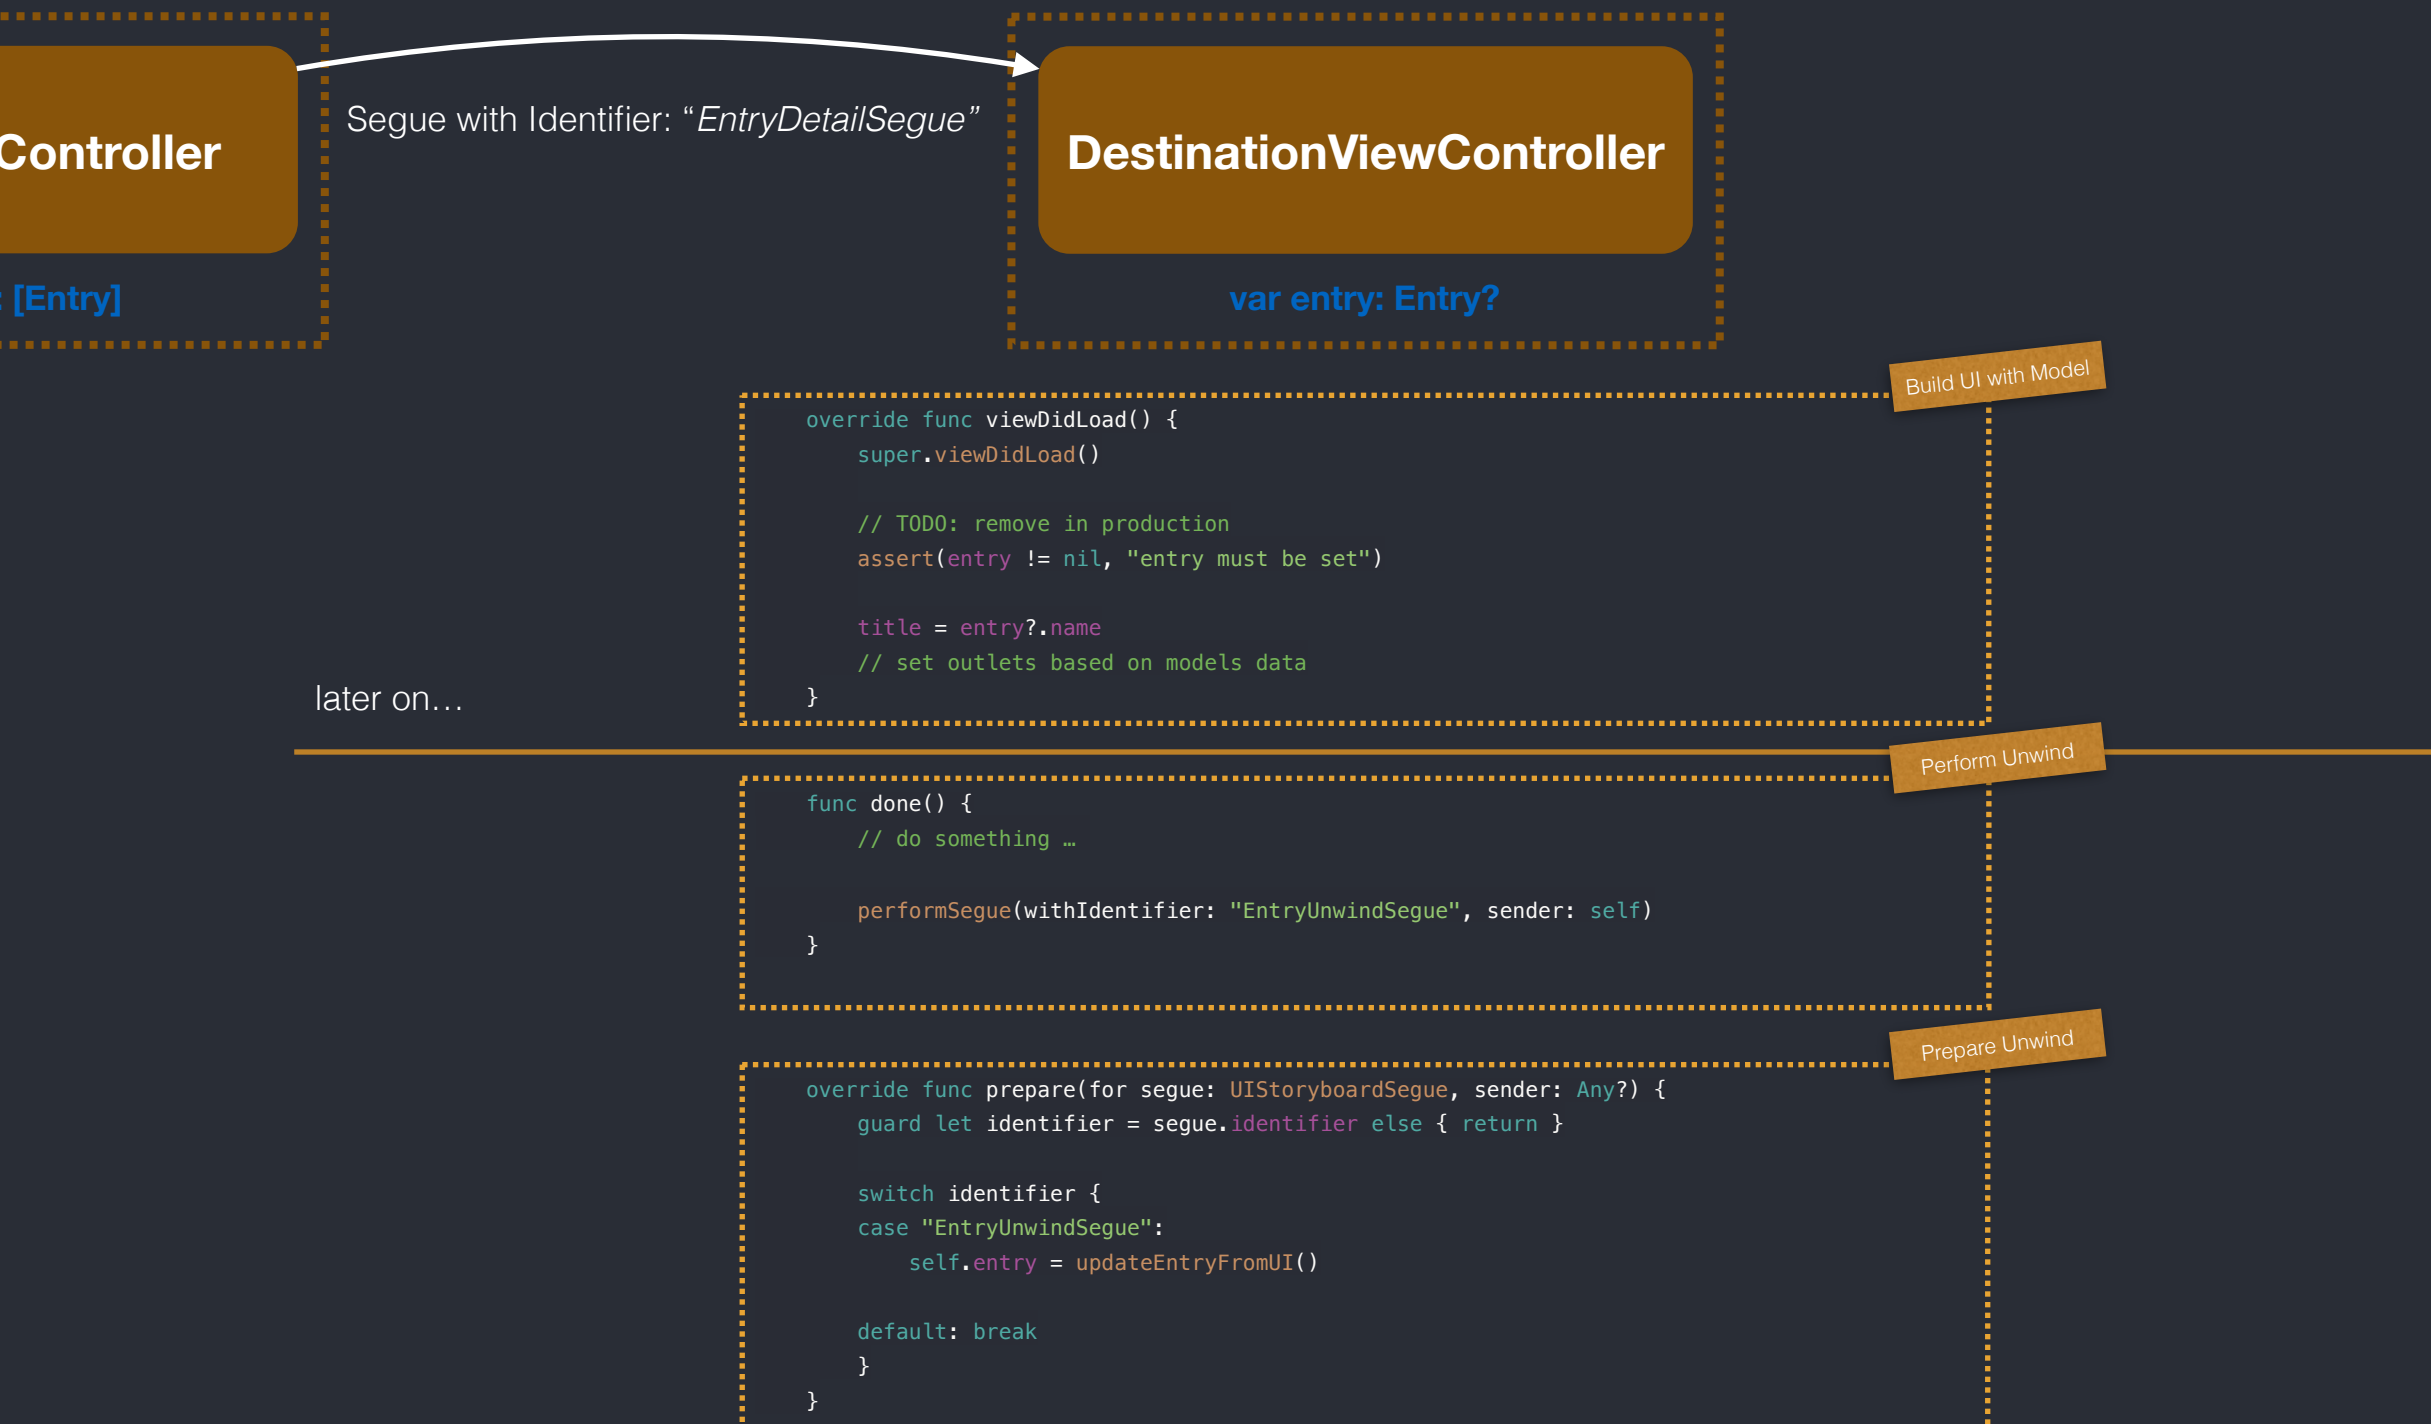 Controller
: [Entry]
Segue with Identifier: “EntryDetailSegue”
DestinationViewController
var entry: Entry?
Build UI with Model
override func viewDidLoad() {
super.viewDidLoad()
// TODO: remove in production
assert(entry != nil, "entry must be set")
title = entry?.name
// set outlets based on models data
}
later on…
Perform Unwind
func done() {
// do something …
performSegue(withIdentifier: "EntryUnwindSegue", sender: self)
}
Prepare Unwind
override func prepare(for segue: UIStoryboardSegue, sender: Any?) {
guard let identifier = segue.identifier else { return }
switch identifier {
case "EntryUnwindSegue":
self.entry = updateEntryFromUI()
default: break
}
}